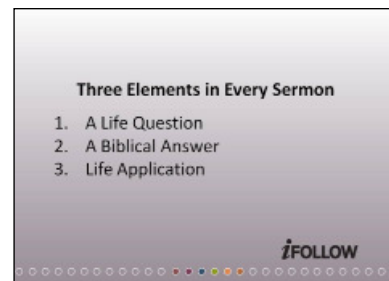 Three Elements in Every Sermon
1. A Life Question
2. A Biblical Answer
3. Life Application
iFOLLOW